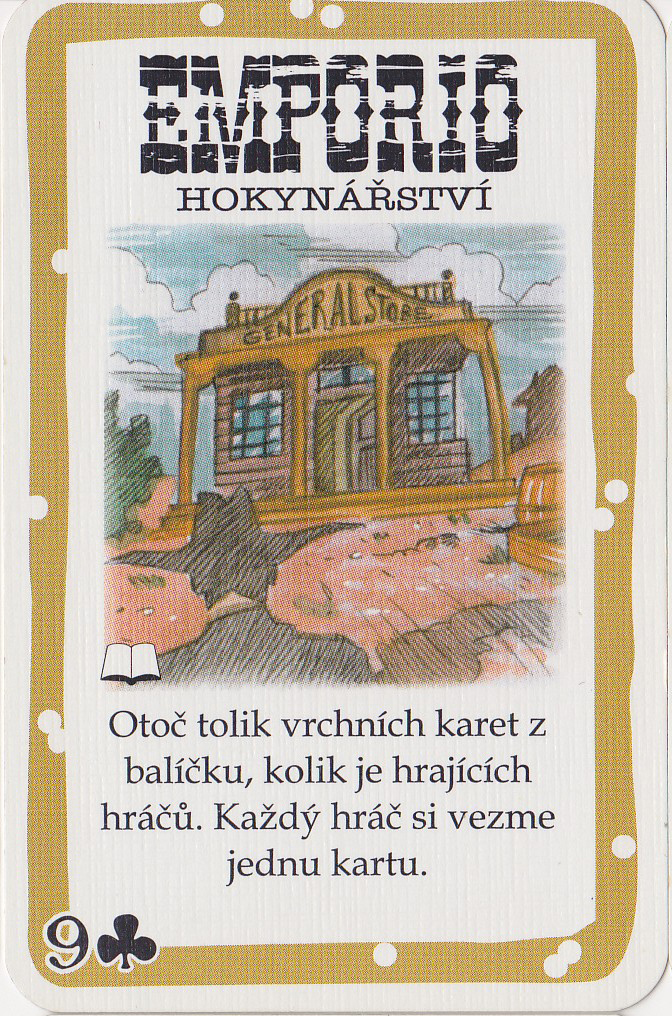 EMPORIO
HOKYNÁŘSTVÍ
GENERAL STORE
Otoč tolik vrchních karet z
balíčku, kolik je hrajících
hráčů. Každý hráč si vezme
jednu kartu.
9♣